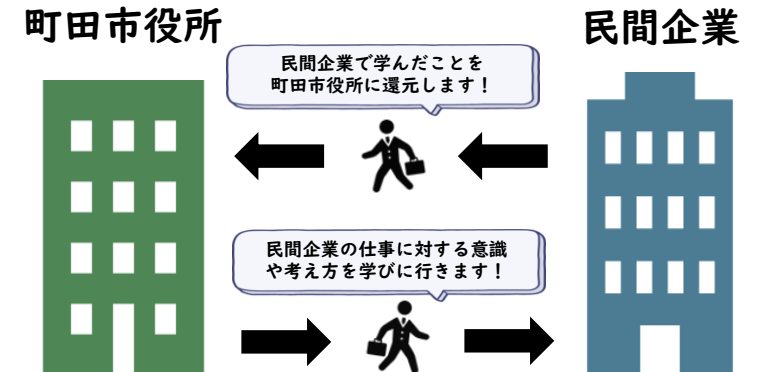 町田市役所
民間企業
民間企業で学んだことを
町田市役所に還元します！
民間企業の仕事に対する意識
や考え方を学びに行きます！